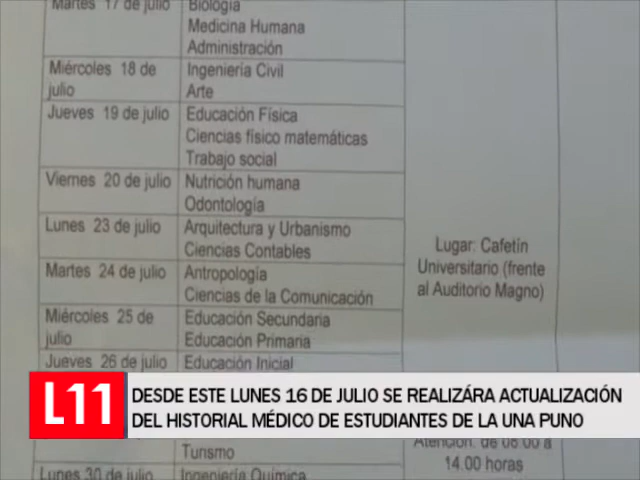 Martes 17 de julio
Biología
Medicina Humana
Administración
Miércoles 18 de
julio
Ingeniería Civil
Arte
Jueves 19 de julio
Educación Física
Ciencias físico matemáticas
Trabajo social
Viernes 20 de julio
Nutrición humana
Odontología
Lunes 23 de julio
Arquitectura y Urbanismo
Ciencias Contables
Martes 24 de julio
Antropología
Ciencias de la Comunicación
Miércoles 25 de
julio
Educación Secundaria
Educación Primaria
Jueves 26 de julio
Educación Inicial
Lugar: Cafetín
Universitario (frente
al Auditorio Magno)
L11
DESDE ESTE LUNES 16 DE JULIO SE REALIZÁRA ACTUALIZACIÓN
DEL HISTORIAL MÉDICO DE ESTUDIANTES DE LA UNA PUNO
Turismo
Atención: de 08.00 a
14.00 horas
Lunes 30 de julio
Ingeniería Química